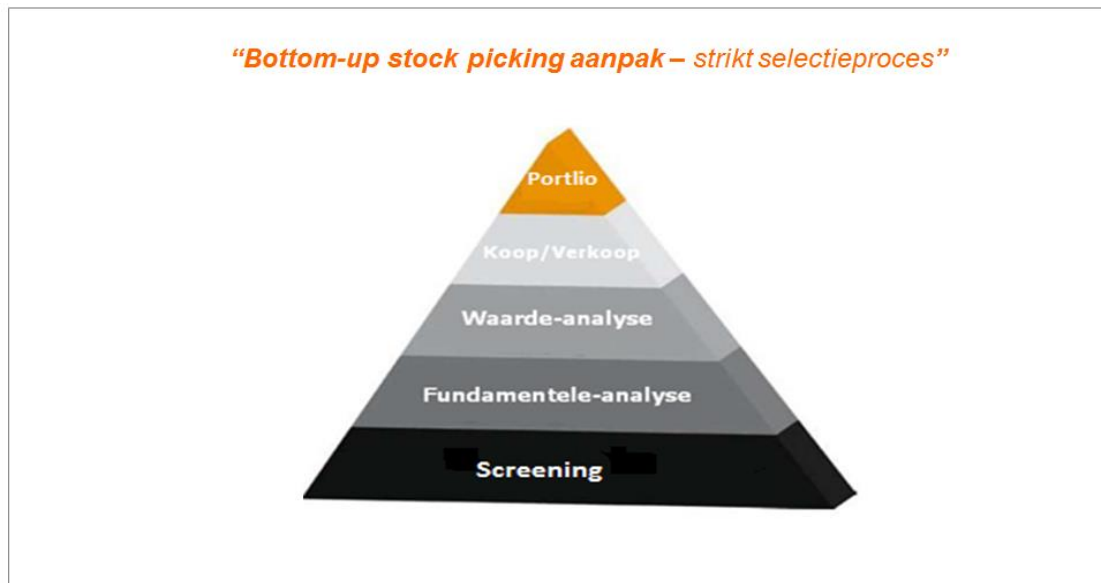 “Bottom-up stock picking aanpak – strikt selectieproces”
Portlio
Koop/Verkoop
Waarde-analyse
Fundamentele-analyse
Screening